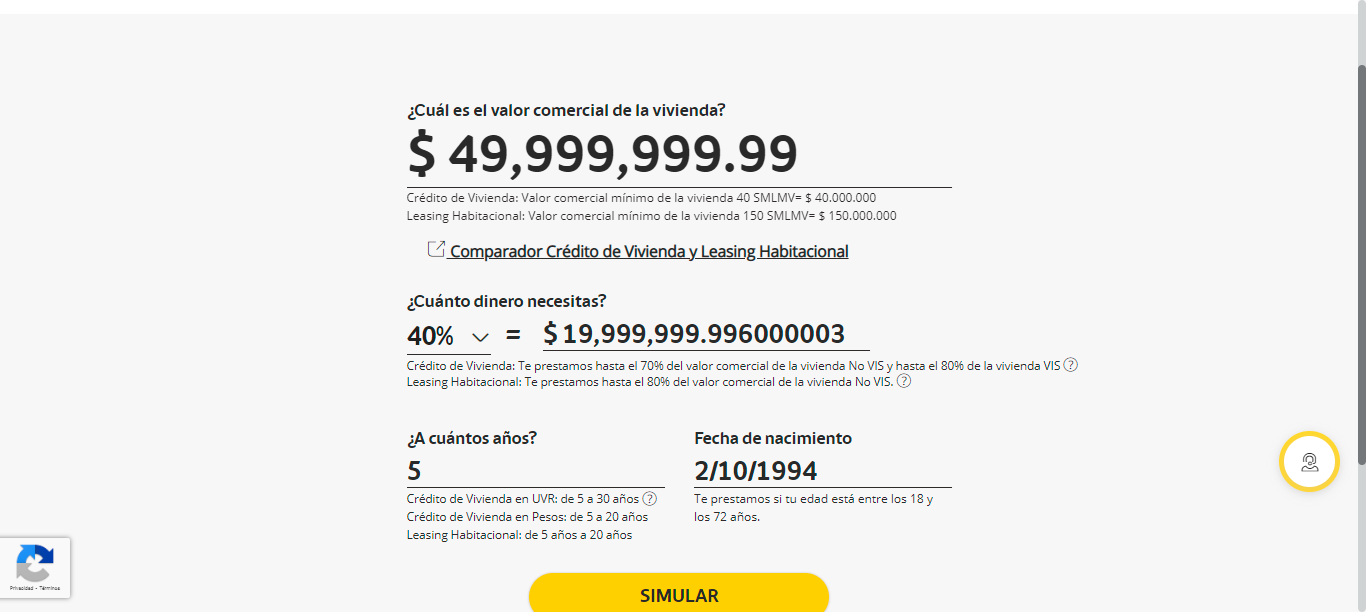 ¿Cuál es el valor comercial de la vivienda?
$ 49,999,999.99
Crédito de Vivienda: Valor comercial mínimo de la vivienda 40 SMLMV= $ 40.000.000
Leasing Habitacional: Valor comercial mínimo de la vivienda 150 SMLMV= $ 150.000.000
Comparador Crédito de Vivienda y Leasing Habitacional
¿Cuánto dinero necesitas?
40% = $ 19,999,999.996000003
Crédito de Vivienda: Te prestamos hasta el 70% del valor comercial de la vivienda No VIS y hasta el 80% de la vivienda VIS ?
Leasing Habitacional: Te prestamos hasta el 80% del valor comercial de la vivienda No VIS. ?
¿A cuántos años?
5
Crédito de Vivienda en UVR: de 5 a 30 años ?
Crédito de Vivienda en Pesos: de 5 a 20 años
Leasing Habitacional: de 5 años a 20 años
Fecha de nacimiento
2/10/1994
Te prestamos si tu edad está entre los 18 y
los 72 años.
SIMULAR
Privacidad - Términos